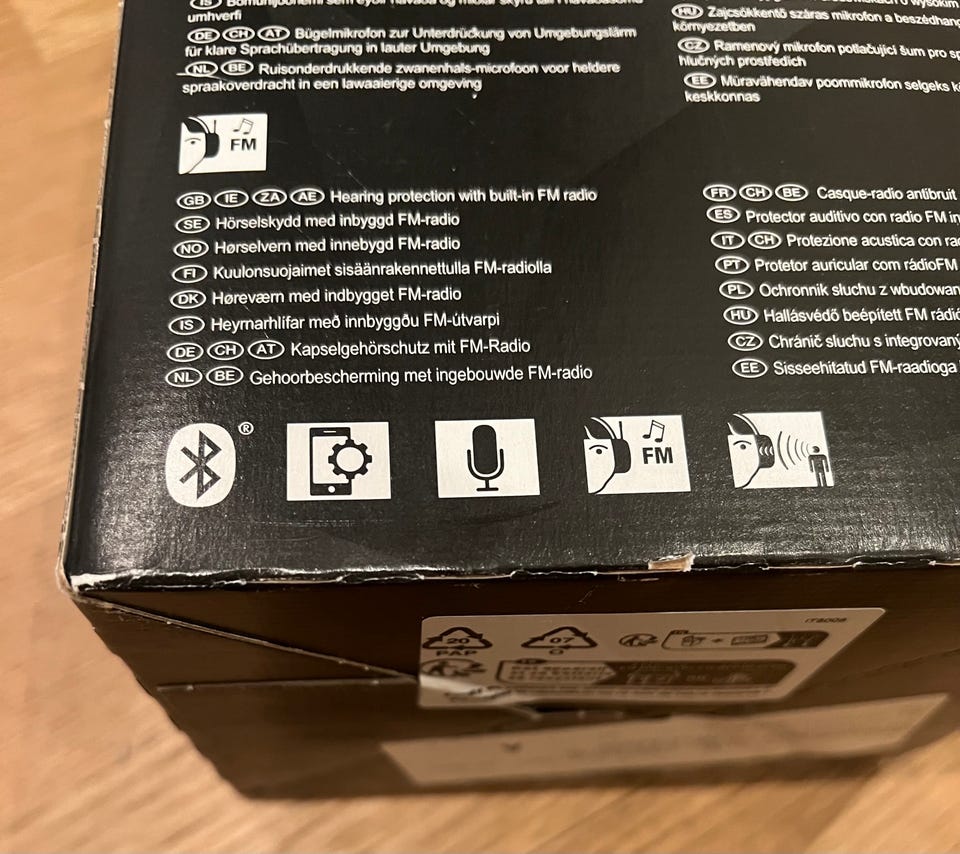 umhverfi
DE CH AT Bügelmikrofon zur Unterdrückung von Umgebungslärm
für klare Sprachübertragung in lauter Umgebung
NL BE Ruisonderdrukkende zwanenhals-microfoon voor heldere
spraakoverdracht in een lawaaierige omgeving
HU Zajcsökkentő száras mikrofon a
környezetben
CZ Ramenový mikrofon potlačující šum pro
hlučných prostředích
EE Müravähendav poommikrofon selgeks
keskkonnas
FM
GB IE ZA AE Hearing protection with built-in FM radio
SE Hörselskydd med inbyggd FM-radio
NO Hørselvern med innebygd FM-radio
FI Kuulonsuojaimet sisäänrakennettulla FM-radiolla
DK Høreværn med indbygget FM-radio
IS Heyrnarhlífar með innbyggðu FM-útvarpi
DE CH AT Kapselgehörschutz mit FM-Radio
NL BE Gehoorbescherming met ingebouwde FM-radio
FR CH BE Casque-radio antibruit
ES Protector auditivo con radio FM
IT CH Protezione acustica con
PT Protetor auricular com rádioFM
PL Ochronnik słuchu z
HU Hallásvédő beépített FM
CZ Chránič sluchu s
EE Sisseehitatud FM-raadioga
®
FM
20
PAP
07
O